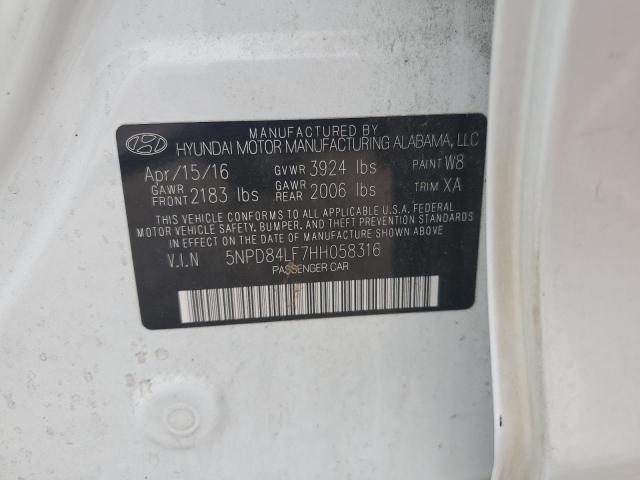 MANUFACTURED BY
HYUNDAI MOTOR MANUFACTURING ALABAMA, LLC
Apr/15/16 GVWR 3924 lbs PAINT W8
GAWR FRONT 2183 lbs GAWR REAR 2006 lbs TRIM XA
THIS VEHICLE CONFORMS TO ALL APPLICABLE U.S.A. FEDERAL
MOTOR VEHICLE SAFETY, BUMPER, AND THEFT PREVENTION STANDARDS
IN EFFECT ON THE DATE OF MANUFACTURE SHOWN ABOVE.
V.I.N 5NPD84LF7HH058316
PASSENGER CAR